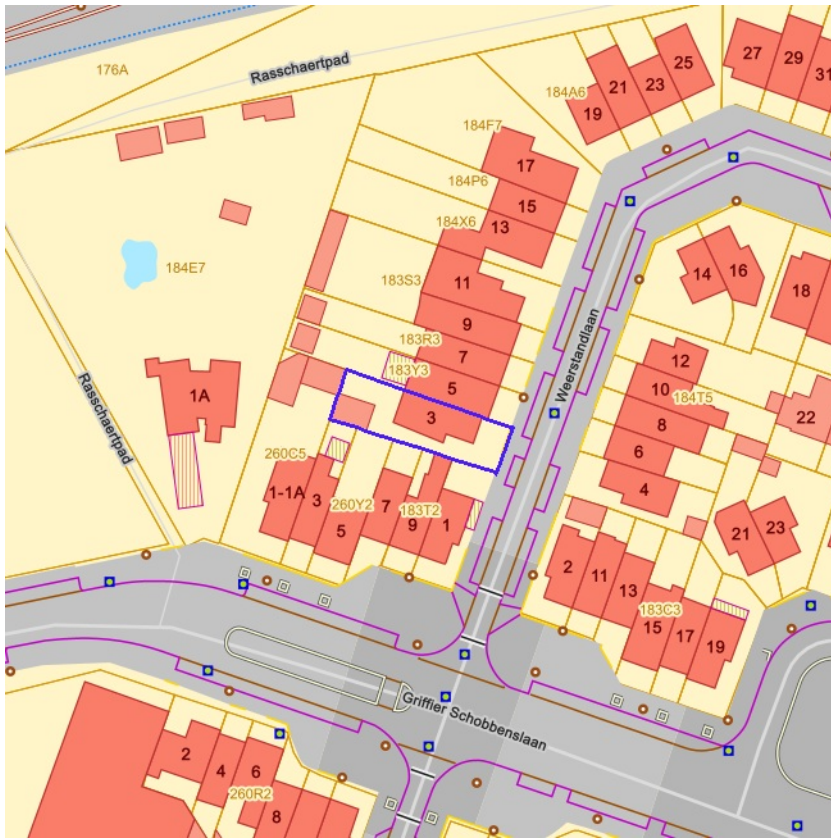 176A
Rasschaertpad
27
29
31
25
21
23
19
184A6
184F7
17
184P6
15
13
184X6
11
183S3
9
183R3
7
183Y3
5
3
184E7
Rasschaertpad
1A
Weerstandlaan
14
16
18
12
10
184T5
8
22
6
4
260C5
1-1A
3
260Y2
5
7
183T2
9
1
21
23
2
11
13
183C3
15
17
19
Griffier Schobbenslaan
2
4
6
260R2
8